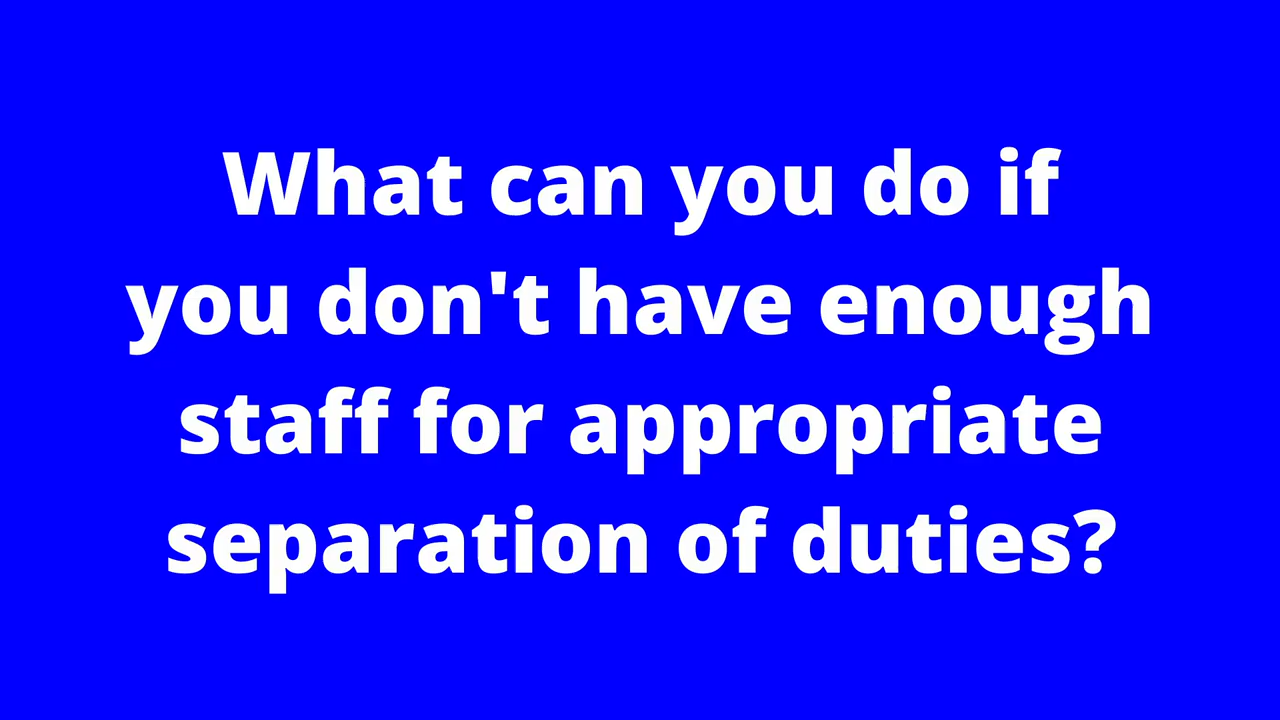 What can you do if
you don't have enough
staff for appropriate
separation of duties?